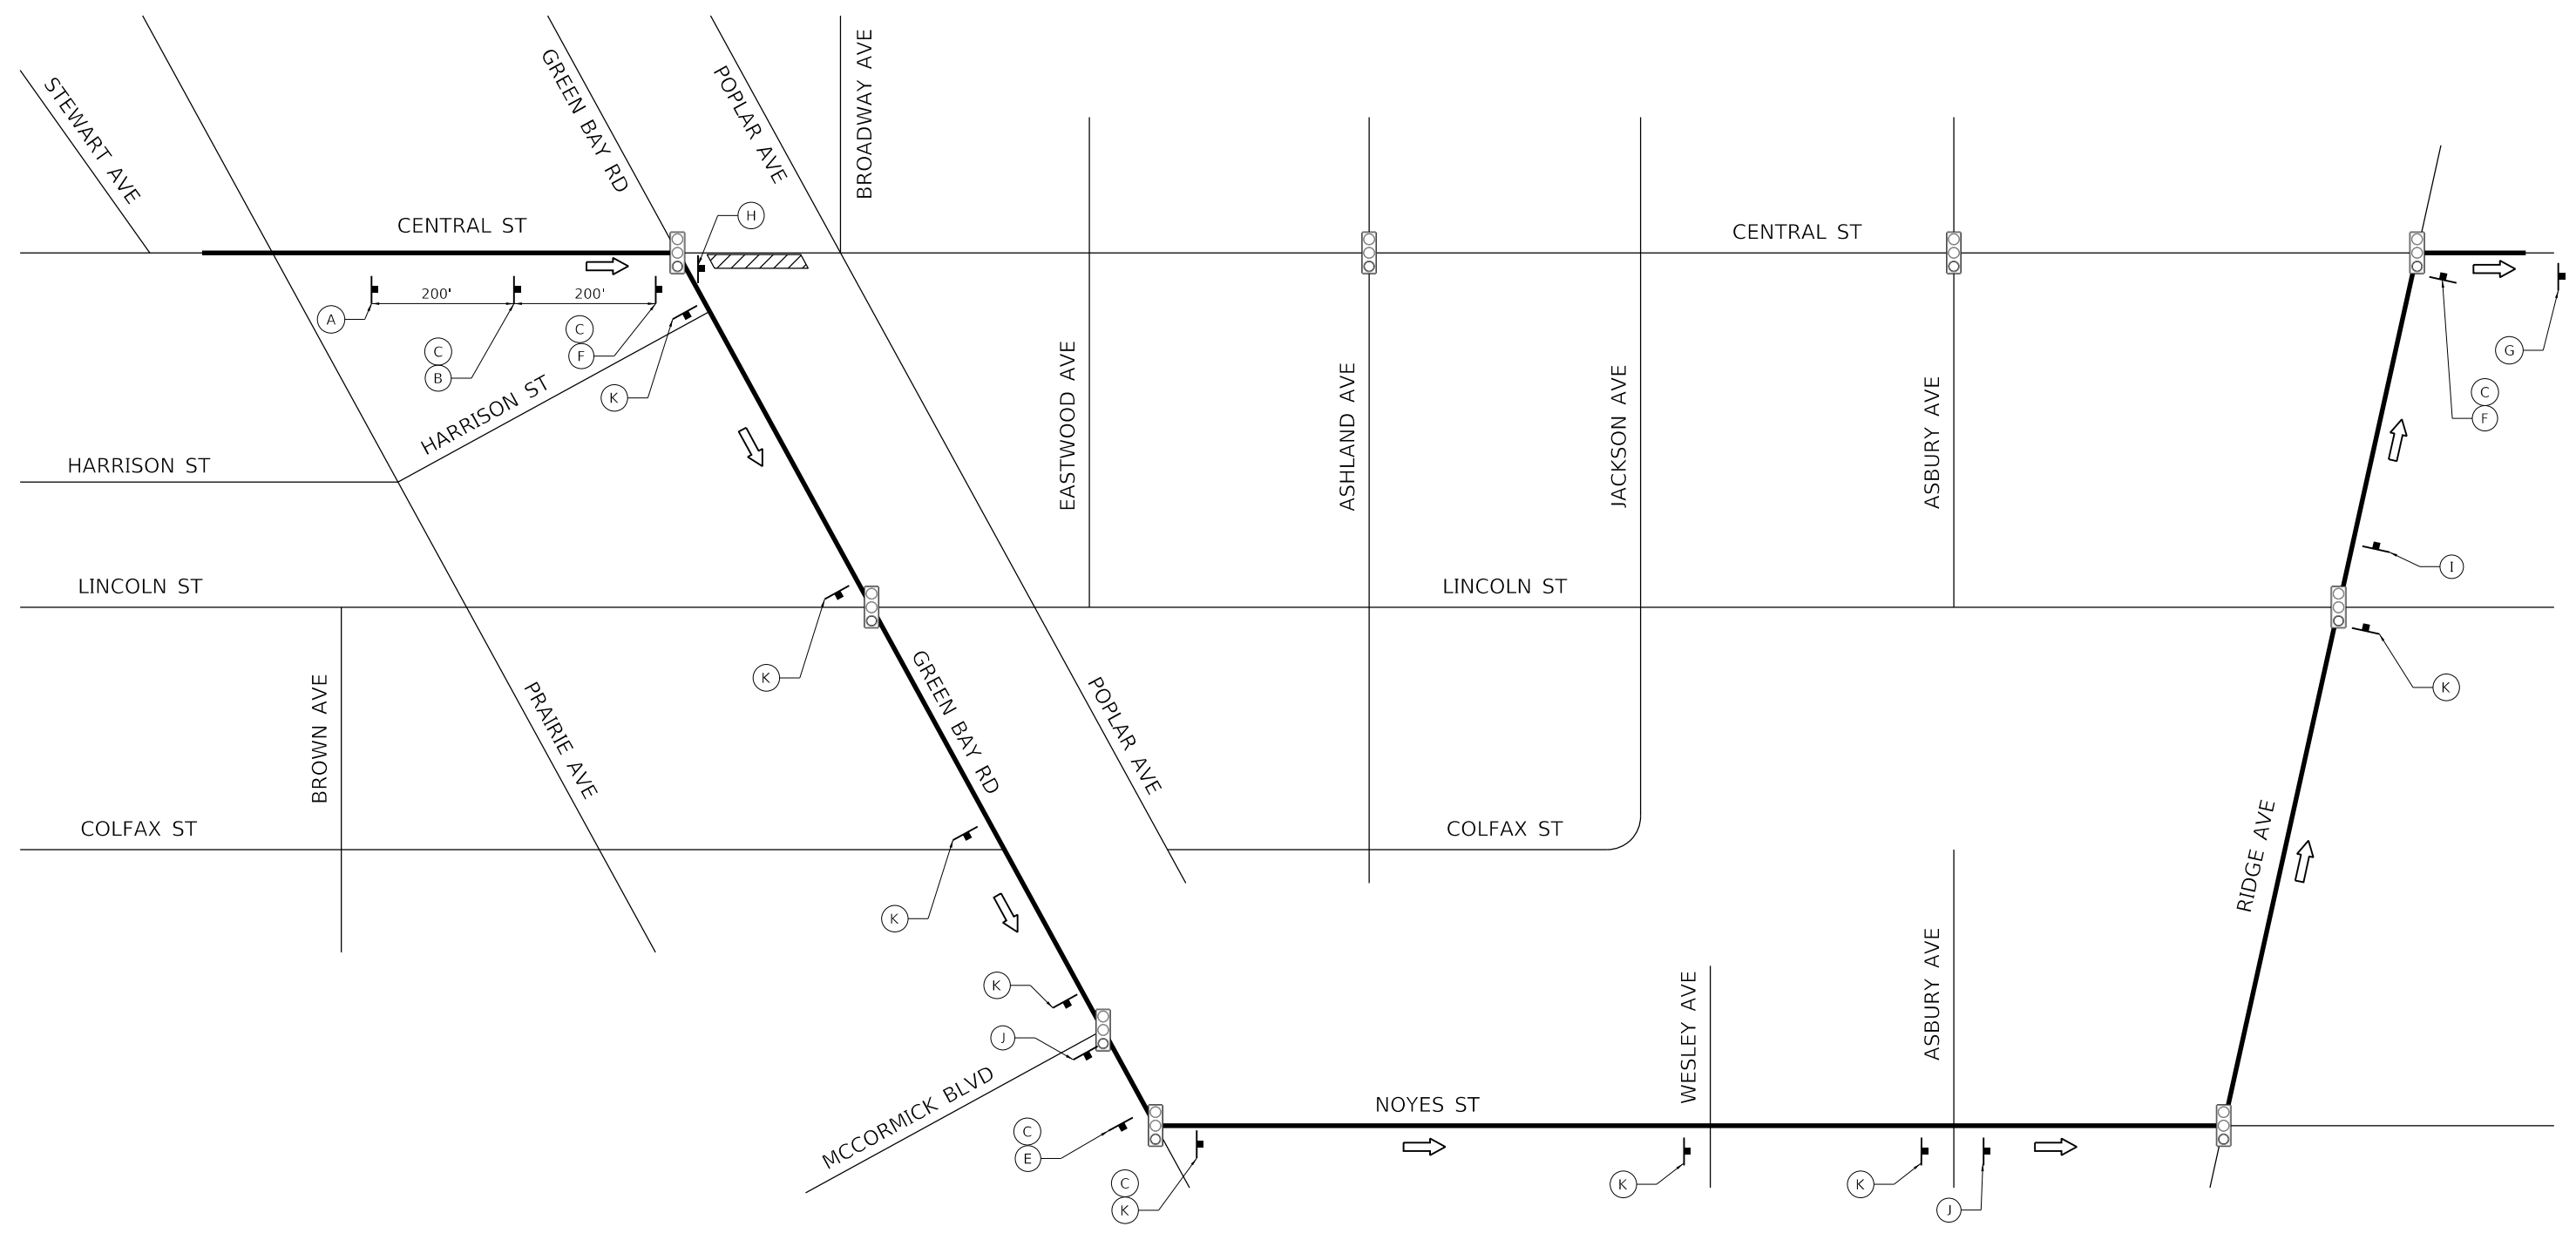 STEWART AVE
GREEN BAY RD
POPLAR AVE
BROADWAY AVE
CENTRAL ST
H
CENTRAL ST
200'
200'
A
C
F
C
B
K
G
C
F
HARRISON ST
HARRISON ST
EASTWOOD AVE
ASHLAND AVE
JACKSON AVE
ASBURY AVE
I
LINCOLN ST
LINCOLN ST
K
K
BROWN AVE
PRAIRIE AVE
GREEN BAY RD
POPLAR AVE
COLFAX ST
COLFAX ST
RIDGE AVE
K
K
J
WESLEY AVE
ASBURY AVE
MCCORMICK BLVD
NOYES ST
C
E
C
K
K
K
J